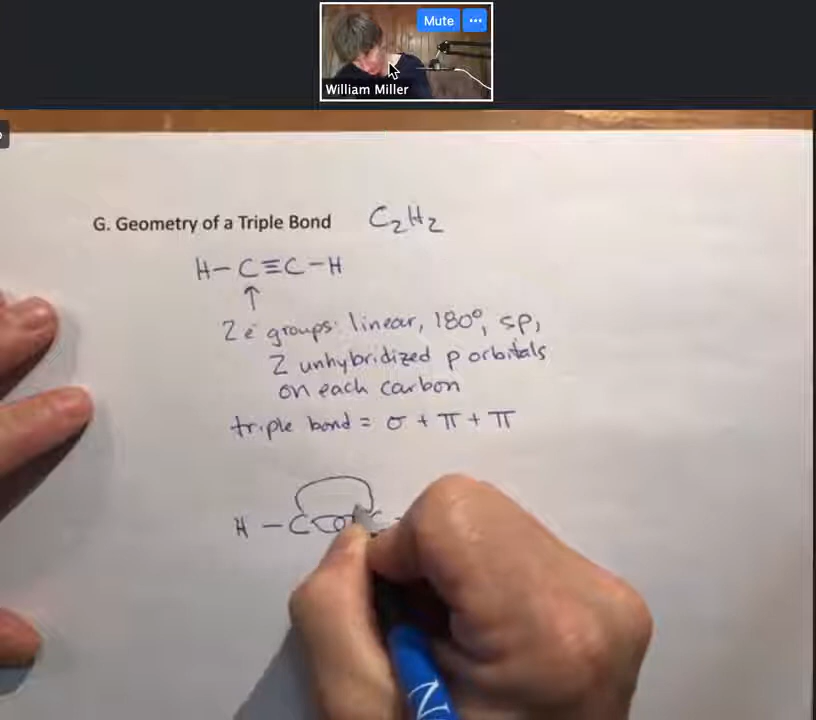 Mute
William Miller
G. Geometry of a Triple Bond C₂H₂
H-C≡C-H
↑
2 e⁻ groups: linear, 180°, sp,
2 unhybridized p orbitals
on each carbon
triple bond = σ + π + π
H - C C -
N